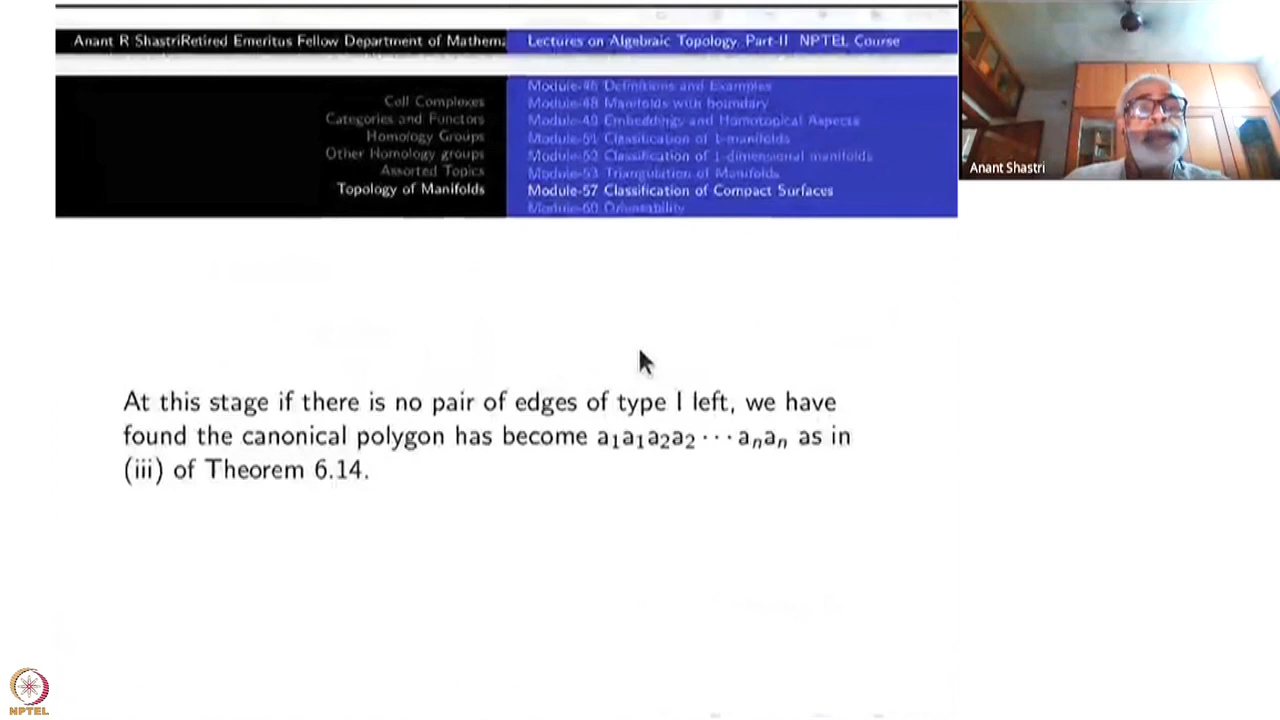 Anant R ShastriRetired Emeritus Fellow Department of Mathema
Lectures on Algebraic Topology, Part-II NPTEL Course
Cell Complexes
Categories and Functors
Homology Groups
Other Homology groups
Assorted Topics
Topology of Manifolds
Module-46 Definitions and Examples
Module-48 Manifolds with boundary
Module-49 Embeddings and Homotopical Aspects
Module-51 Classification of 1-manifolds
Module-52 Classification of 1-dimensional manifolds
Module-53 Triangulation of Manifolds
Module-57 Classification of Compact Surfaces
Module-60 Orientability
Anant Shastri
At this stage if there is no pair of edges of type I left, we have
found the canonical polygon has become a₁a₁a₂a₂ ··· aₙaₙ as in
(iii) of Theorem 6.14.
NPTEL